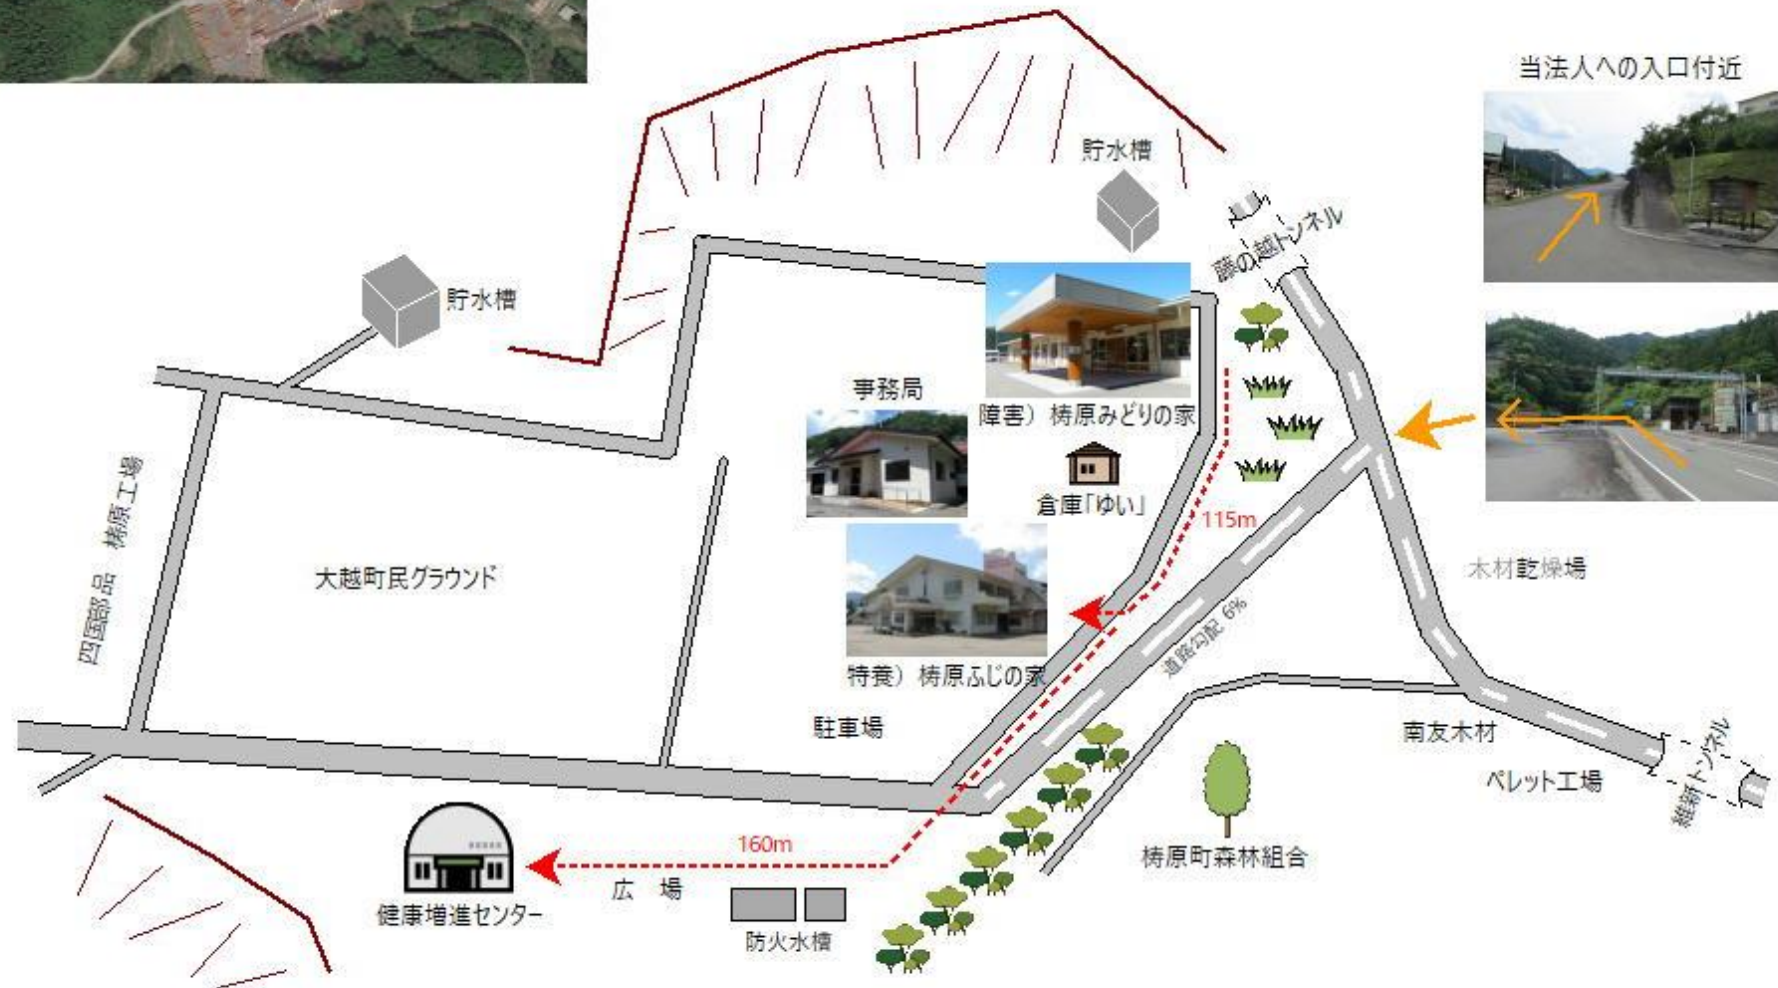 当法人への入口付近
貯水槽
藤の越トンネル
貯水槽
事務局
障害）梼原みどりの家
倉庫「ゆい」
115m
四国部品　梼原工場
大越町民グラウンド
木材乾燥場
道路勾配 6%
特養）梼原ふじの家
駐車場
南友木材
ペレット工場
維新トンネル
160m
梼原町森林組合
広　場
健康増進センター
防火水槽